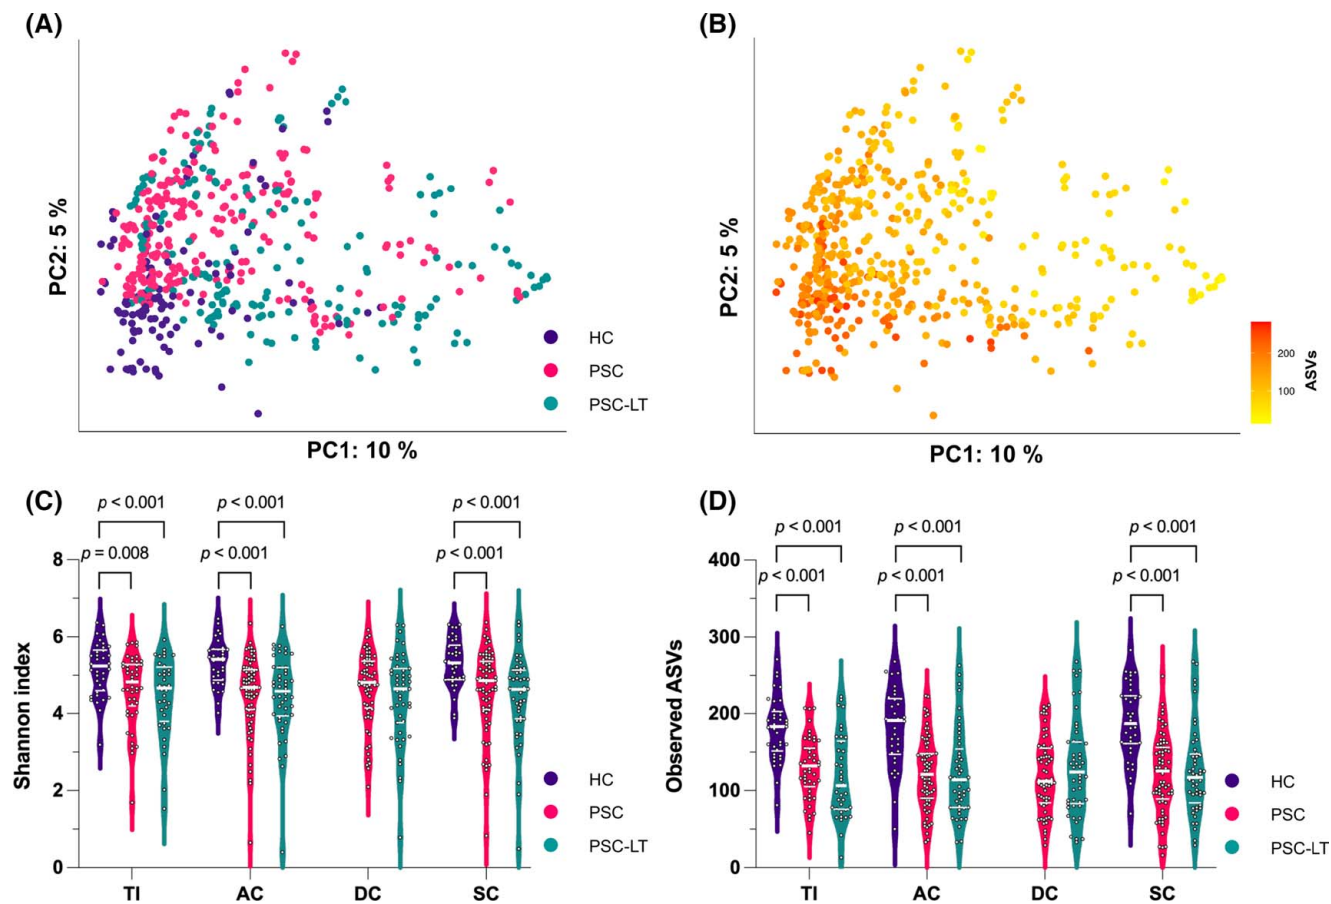 (A)
PC2: 5 %
PC1: 10 %
HC
PSC
PSC-LT
(B)
PC2: 5 %
PC1: 10 %
200
100
ASVs
(C)
p < 0.001
p < 0.001
p < 0.001
p = 0.008
p < 0.001
p < 0.001
Shannon index
8
6
4
2
0
TI
AC
DC
SC
HC
PSC
PSC-LT
(D)
p < 0.001
p < 0.001
p < 0.001
p < 0.001
p < 0.001
p < 0.001
Observed ASVs
400
300
200
100
0
TI
AC
DC
SC
HC
PSC
PSC-LT